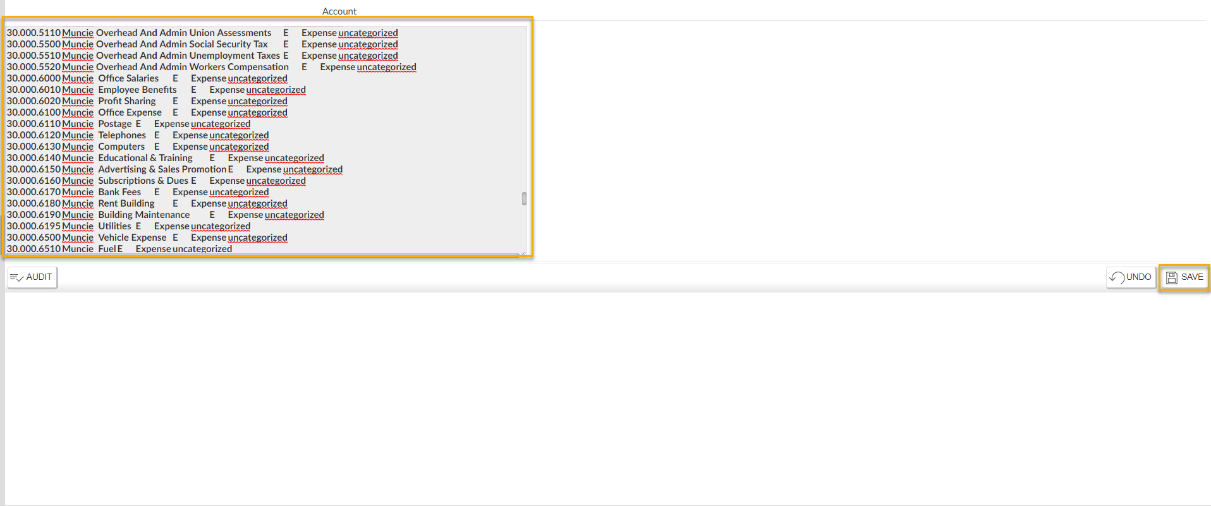 Account
30.000.5110 Muncie Overhead And Admin Union Assessments E Expense uncategorized
30.000.5500 Muncie Overhead And Admin Social Security Tax E Expense uncategorized
30.000.5510 Muncie Overhead And Admin Unemployment Taxes E Expense uncategorized
30.000.5520 Muncie Overhead And Admin Workers Compensation E Expense uncategorized
30.000.6000 Muncie Office Salaries E Expense uncategorized
30.000.6010 Muncie Employee Benefits E Expense uncategorized
30.000.6020 Muncie Profit Sharing E Expense uncategorized
30.000.6100 Muncie Office Expense E Expense uncategorized
30.000.6110 Muncie Postage E Expense uncategorized
30.000.6120 Muncie Telephones E Expense uncategorized
30.000.6130 Muncie Computers E Expense uncategorized
30.000.6140 Muncie Educational & Training E Expense uncategorized
30.000.6150 Muncie Advertising & Sales Promotion E Expense uncategorized
30.000.6160 Muncie Subscriptions & Dues E Expense uncategorized
30.000.6170 Muncie Bank Fees E Expense uncategorized
30.000.6180 Muncie Rent Building E Expense uncategorized
30.000.6190 Muncie Building Maintenance E Expense uncategorized
30.000.6195 Muncie Utilities E Expense uncategorized
30.000.6500 Muncie Vehicle Expense E Expense uncategorized
30.000.6510 Muncie Fuel E Expense uncategorized
AUDIT UNDO SAVE